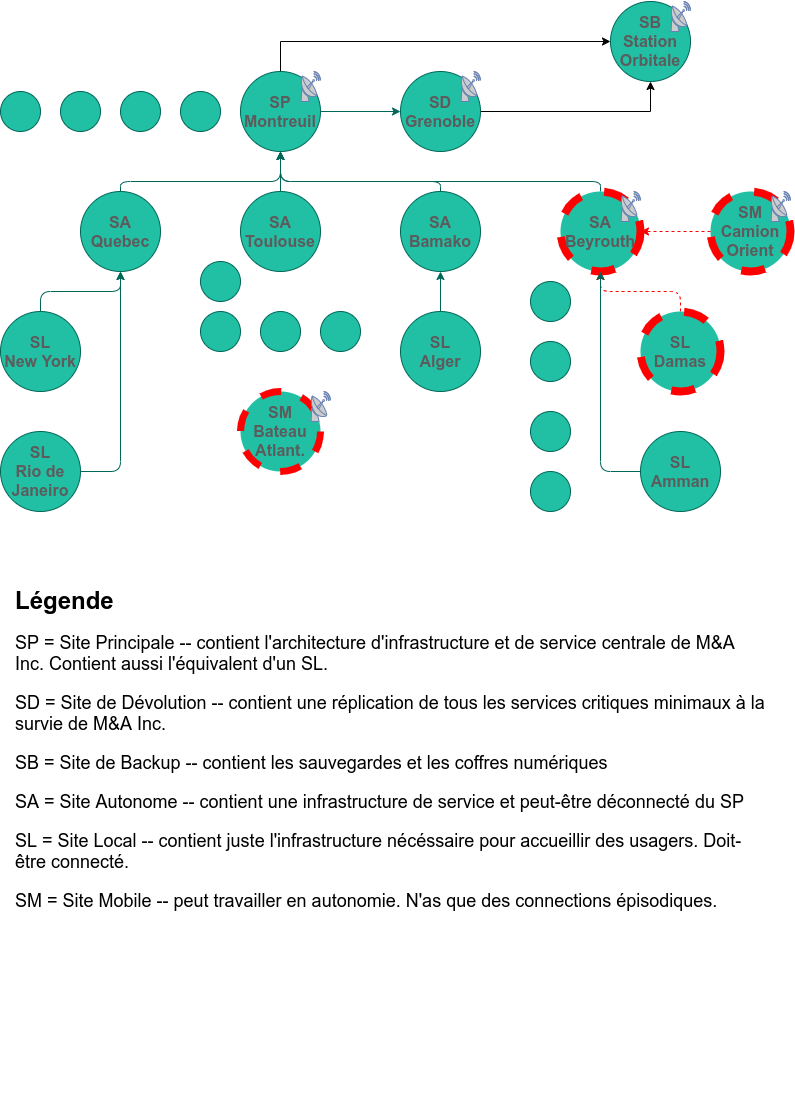 SB
Station
Orbitale
SP
Montreuil
SD
Grenoble
SA
Quebec
SA
Toulouse
SA
Bamako
SA
Beyrouth
SM
Camion
Orient
SL
New York
SL
Alger
SL
Damas
SM
Bateau
Atlant.
SL
Rio de
Janeiro
SL
Amman
Légende
SP = Site Principale -- contient l'architecture d'infrastructure et de service centrale de M&A
Inc. Contient aussi l'équivalent d'un SL.
SD = Site de Dévolution -- contient une réplication de tous les services critiques minimaux à la
survie de M&A Inc.
SB = Site de Backup -- contient les sauvegardes et les coffres numériques
SA = Site Autonome -- contient une infrastructure de service et peut-être déconnecté du SP
SL = Site Local -- contient juste l'infrastructure nécéssaire pour accueillir des usagers. Doit-
être connecté.
SM = Site Mobile -- peut travailler en autonomie. N'as que des connections épisodiques.